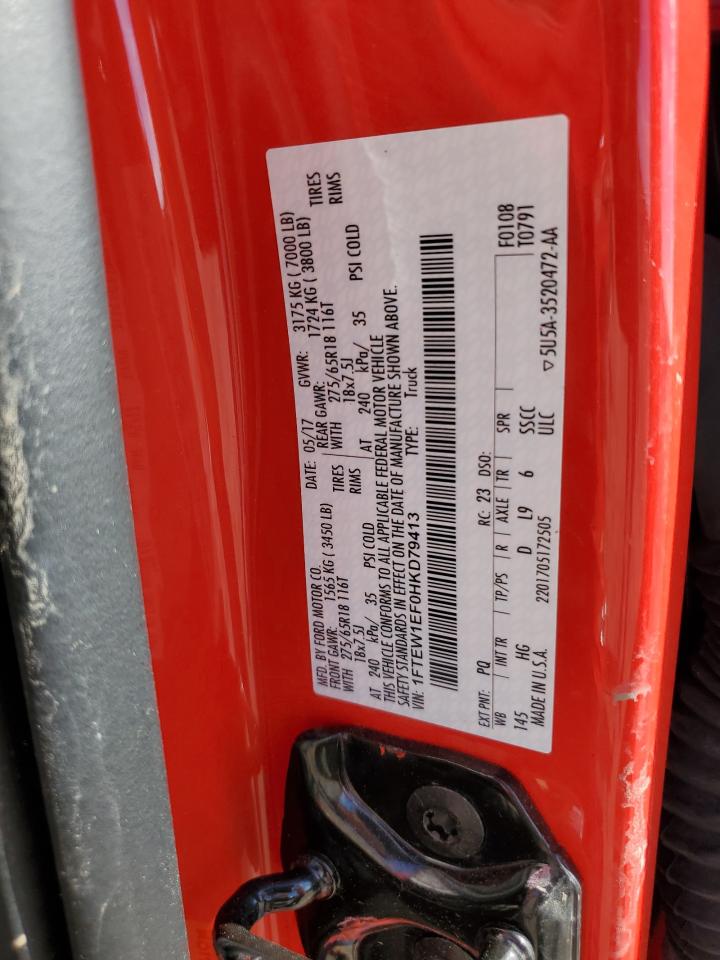 MFD. BY FORD MOTOR CO. DATE: 05/17 GVWR: 3175 KG ( 7000 LB)
FRONT GAWR: 1565 KG ( 3450 LB) REAR GAWR: 1724 KG ( 3800 LB)
WITH 275/65R18 116T TIRES WITH 275/65R18 116T TIRES
18x7.5J RIMS 18x7.5J RIMS
AT 240 kPa/ 35 PSI COLD AT 240 kPa/ 35 PSI COLD
THIS VEHICLE CONFORMS TO ALL APPLICABLE FEDERAL MOTOR VEHICLE
SAFETY STANDARDS IN EFFECT ON THE DATE OF MANUFACTURE SHOWN ABOVE.
VIN: 1FTEW1EF0HKD79413 TYPE: Truck
F0108
T0791
EXT PNT: PQ RC: 23 DSO:
WB INT TR TP/PS R AXLE TR SPR
145 HG D L9 6 SSCC
MADE IN U.S.A. 2201705172505 ULC ▽5U5A-3520472-AA